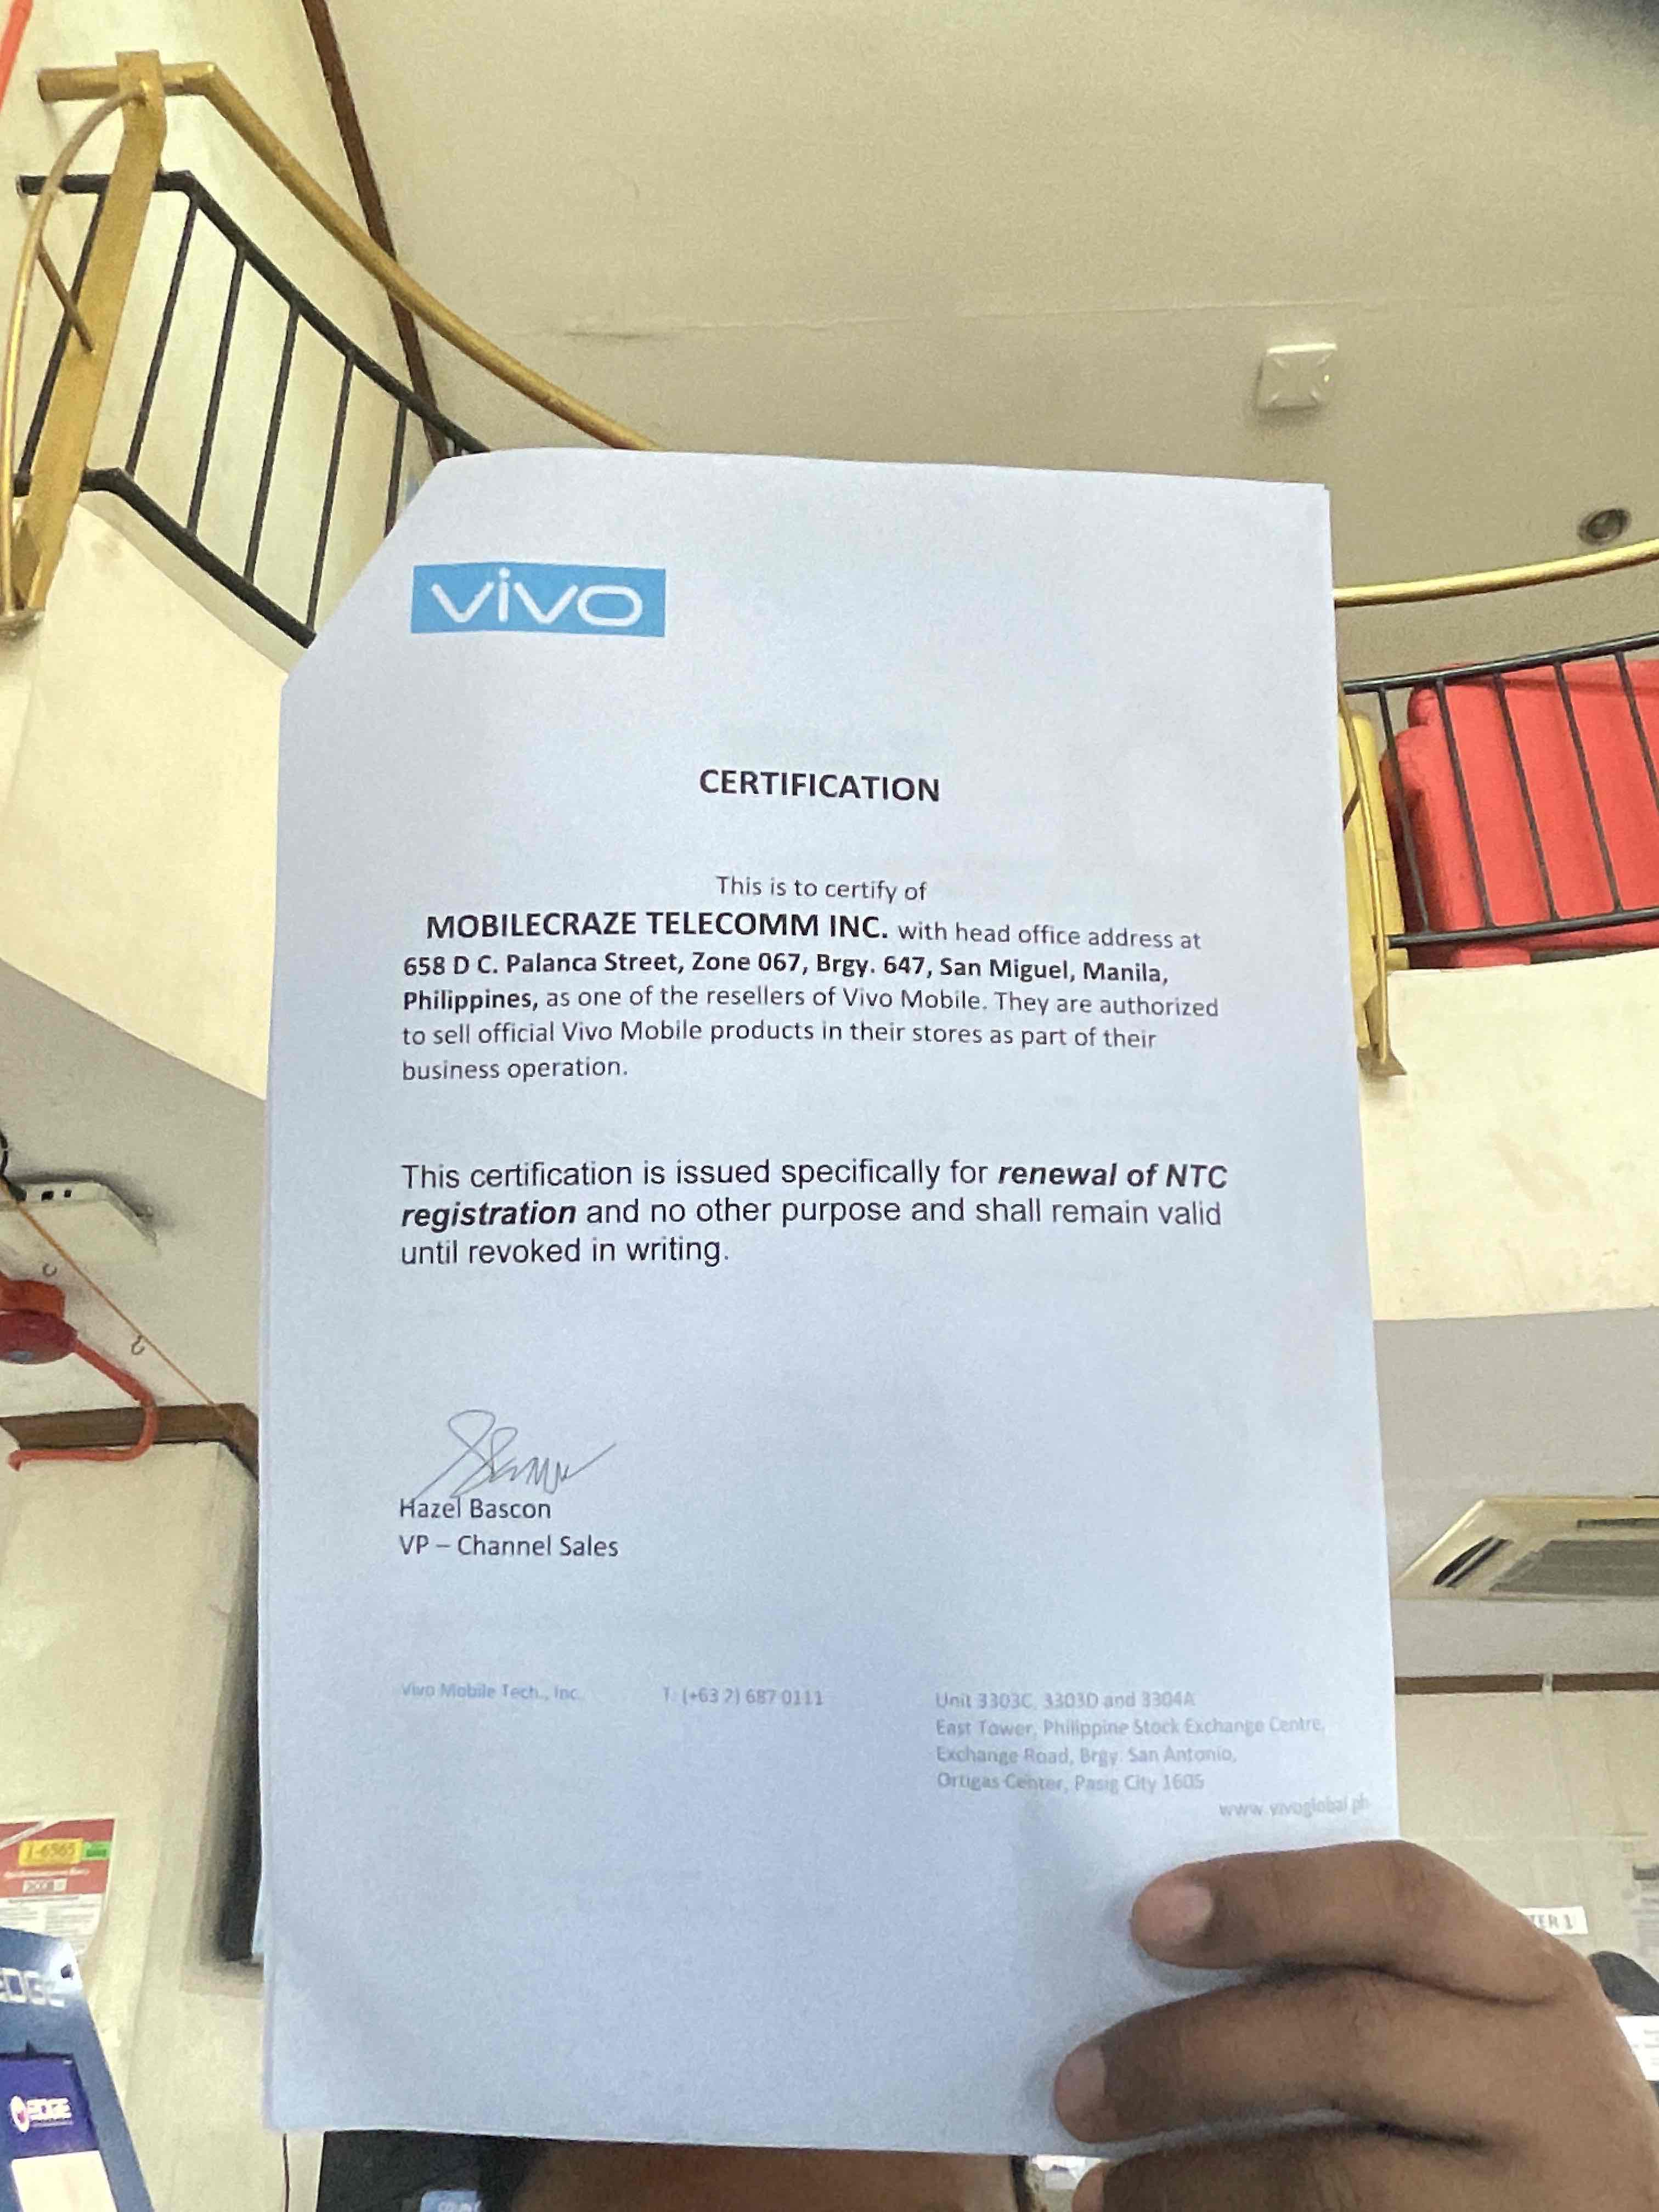 vivo
CERTIFICATION
This is to certify of
MOBILECRAZE TELECOMM INC. with head office address at
658 D C. Palanca Street, Zone 067, Brgy. 647, San Miguel, Manila,
Philippines, as one of the resellers of Vivo Mobile. They are authorized
to sell official Vivo Mobile products in their stores as part of their
business operation.
This certification is issued specifically for renewal of NTC
registration and no other purpose and shall remain valid
until revoked in writing.
Hazel Bascon
VP – Channel Sales
Vivo Mobile Tech., Inc.
T: (+63 2) 687 0111
Unit 3303C, 3303D and 3304A
East Tower, Philippine Stock Exchange Centre,
Exchange Road, Brgy. San Antonio,
Ortigas Center, Pasig City 1605
www.vivoglobal.ph
EDGE
TER 1